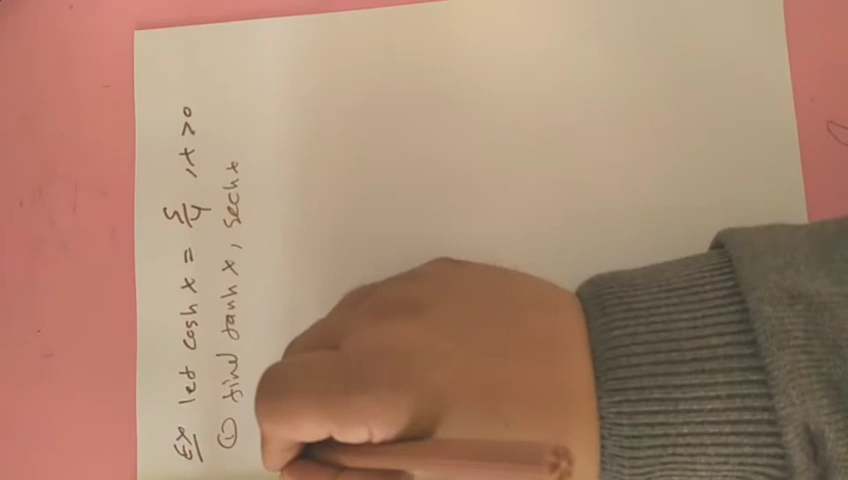 Ex let cosh x = 5/4 , x > 0
① find tanh x, sech x